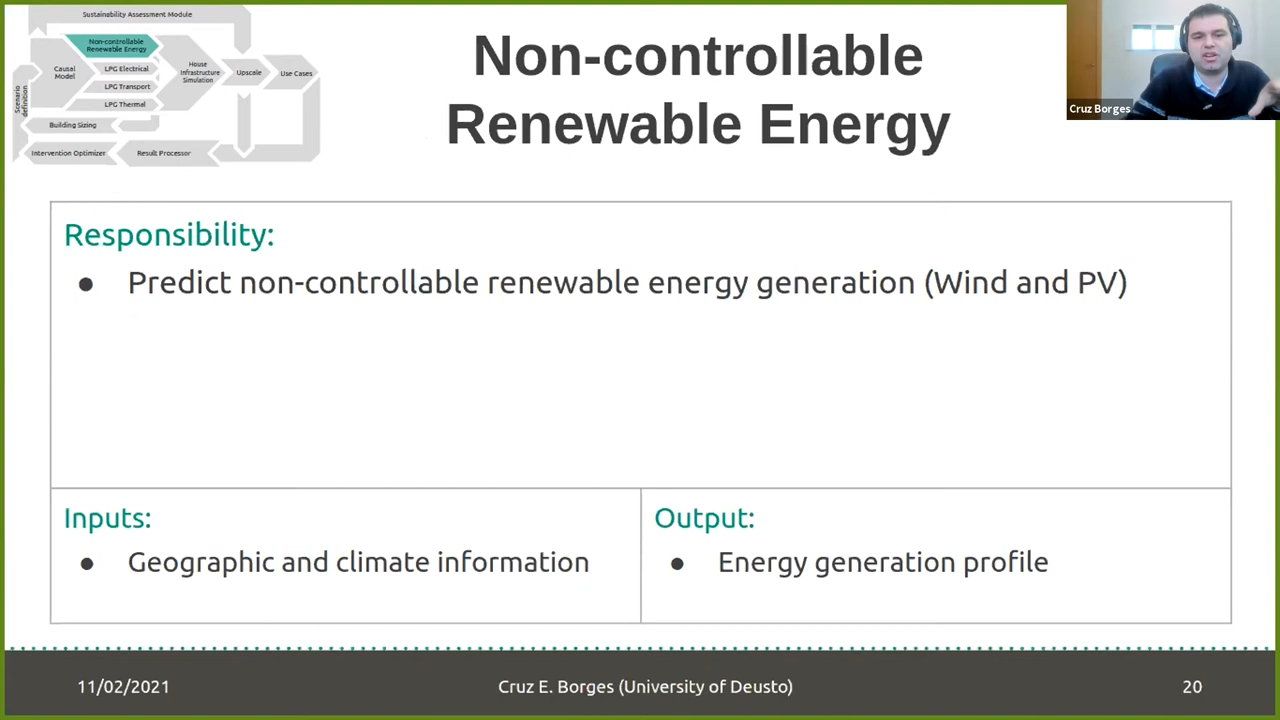 Sustainability Assessment Module
Non-controllable
Renewable Energy
Causal
Model
LPG Electrical
LPG Transport
LPG Thermal
House
Infrastructure
Simulation
Upscale
Use Cases
Scenario
definition
Building Sizing
Intervention Optimizer
Result Processor
Non-controllable
Renewable Energy
Cruz Borges
Responsibility:
● Predict non-controllable renewable energy generation (Wind and PV)
Inputs:
● Geographic and climate information
Output:
● Energy generation profile
11/02/2021
Cruz E. Borges (University of Deusto)
20